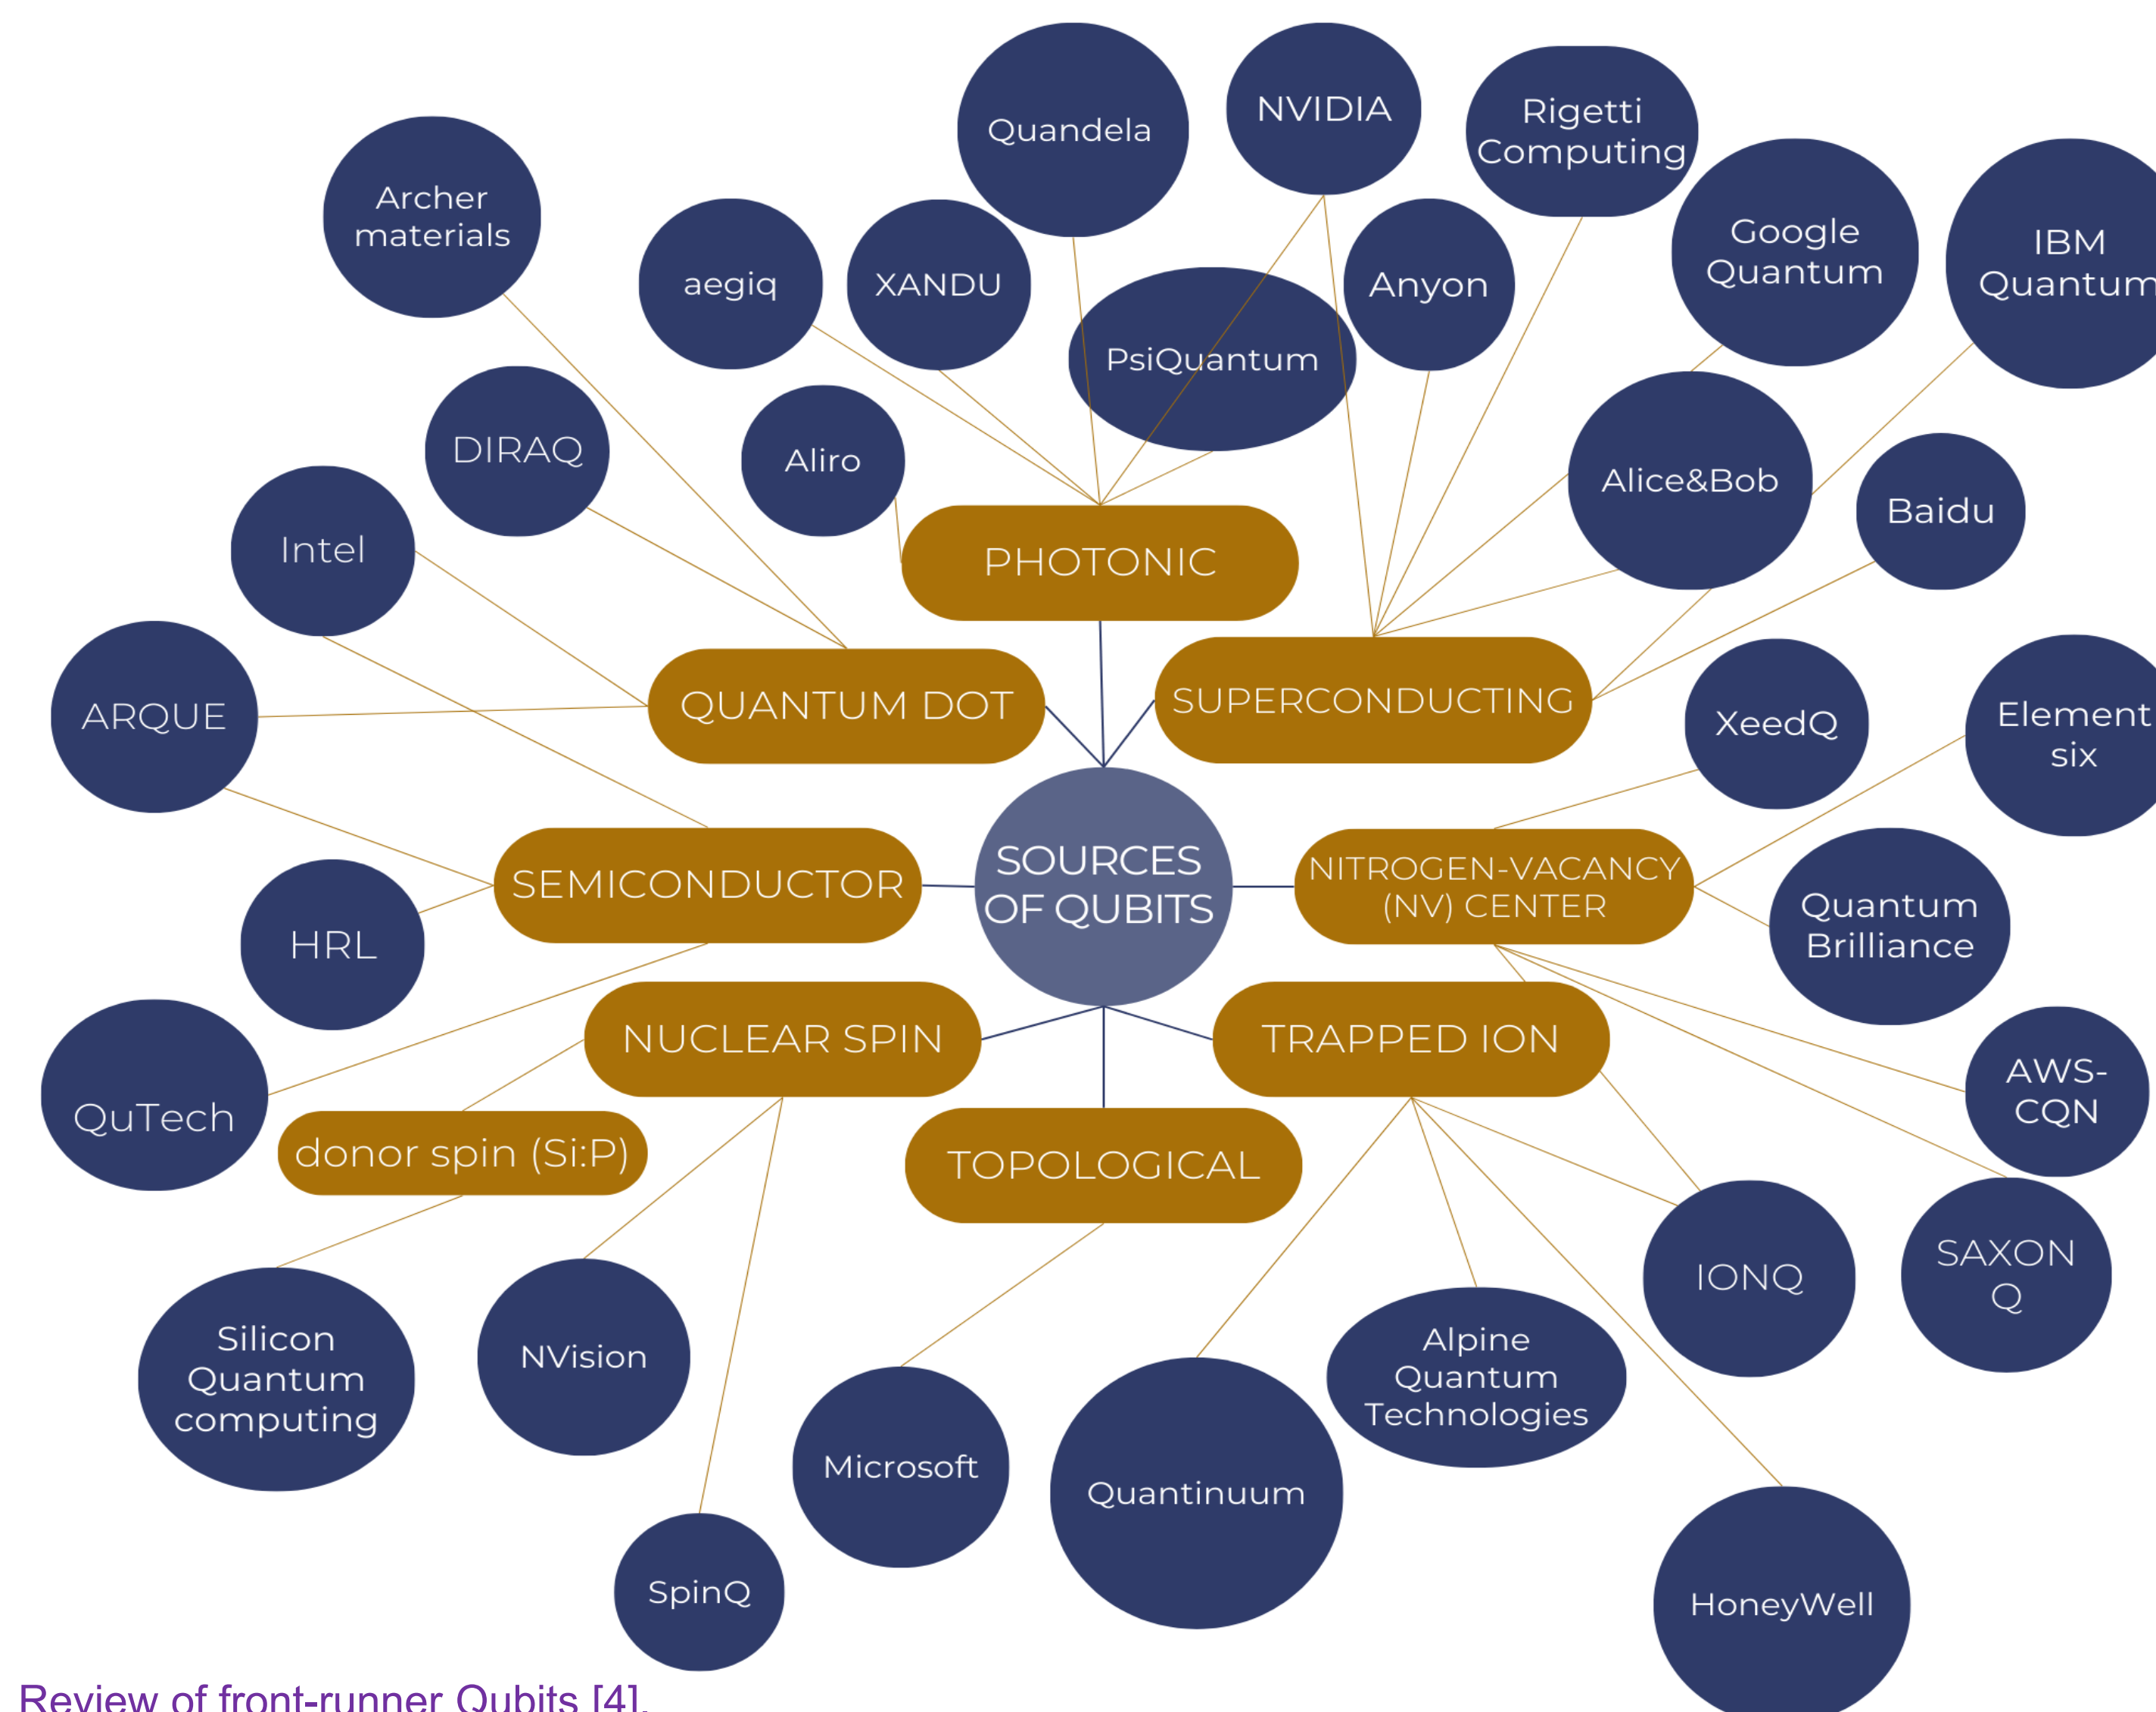 Quandela
NVIDIA
Rigetti
Computing
Archer
materials
aegiq
XANDU
PsiQuantum
Anyon
Google
Quantum
IBM
Quantum
DIRAQ
Aliro
Alice&Bob
Baidu
Intel
PHOTONIC
ARQUE
QUANTUM DOT
SUPERCONDUCTING
XeedQ
Element
six
SEMICONDUCTOR
SOURCES
OF QUBITS
NITROGEN-VACANCY
(NV) CENTER
Quantum
Brilliance
HRL
NUCLEAR SPIN
TRAPPED ION
AWS-
CQN
QuTech
donor spin (Si:P)
TOPOLOGICAL
IONQ
SAXON
Q
Silicon
Quantum
computing
NVision
Alpine
Quantum
Technologies
Microsoft
Quantinuum
SpinQ
HoneyWell
Review of front-runner Qubits [4].